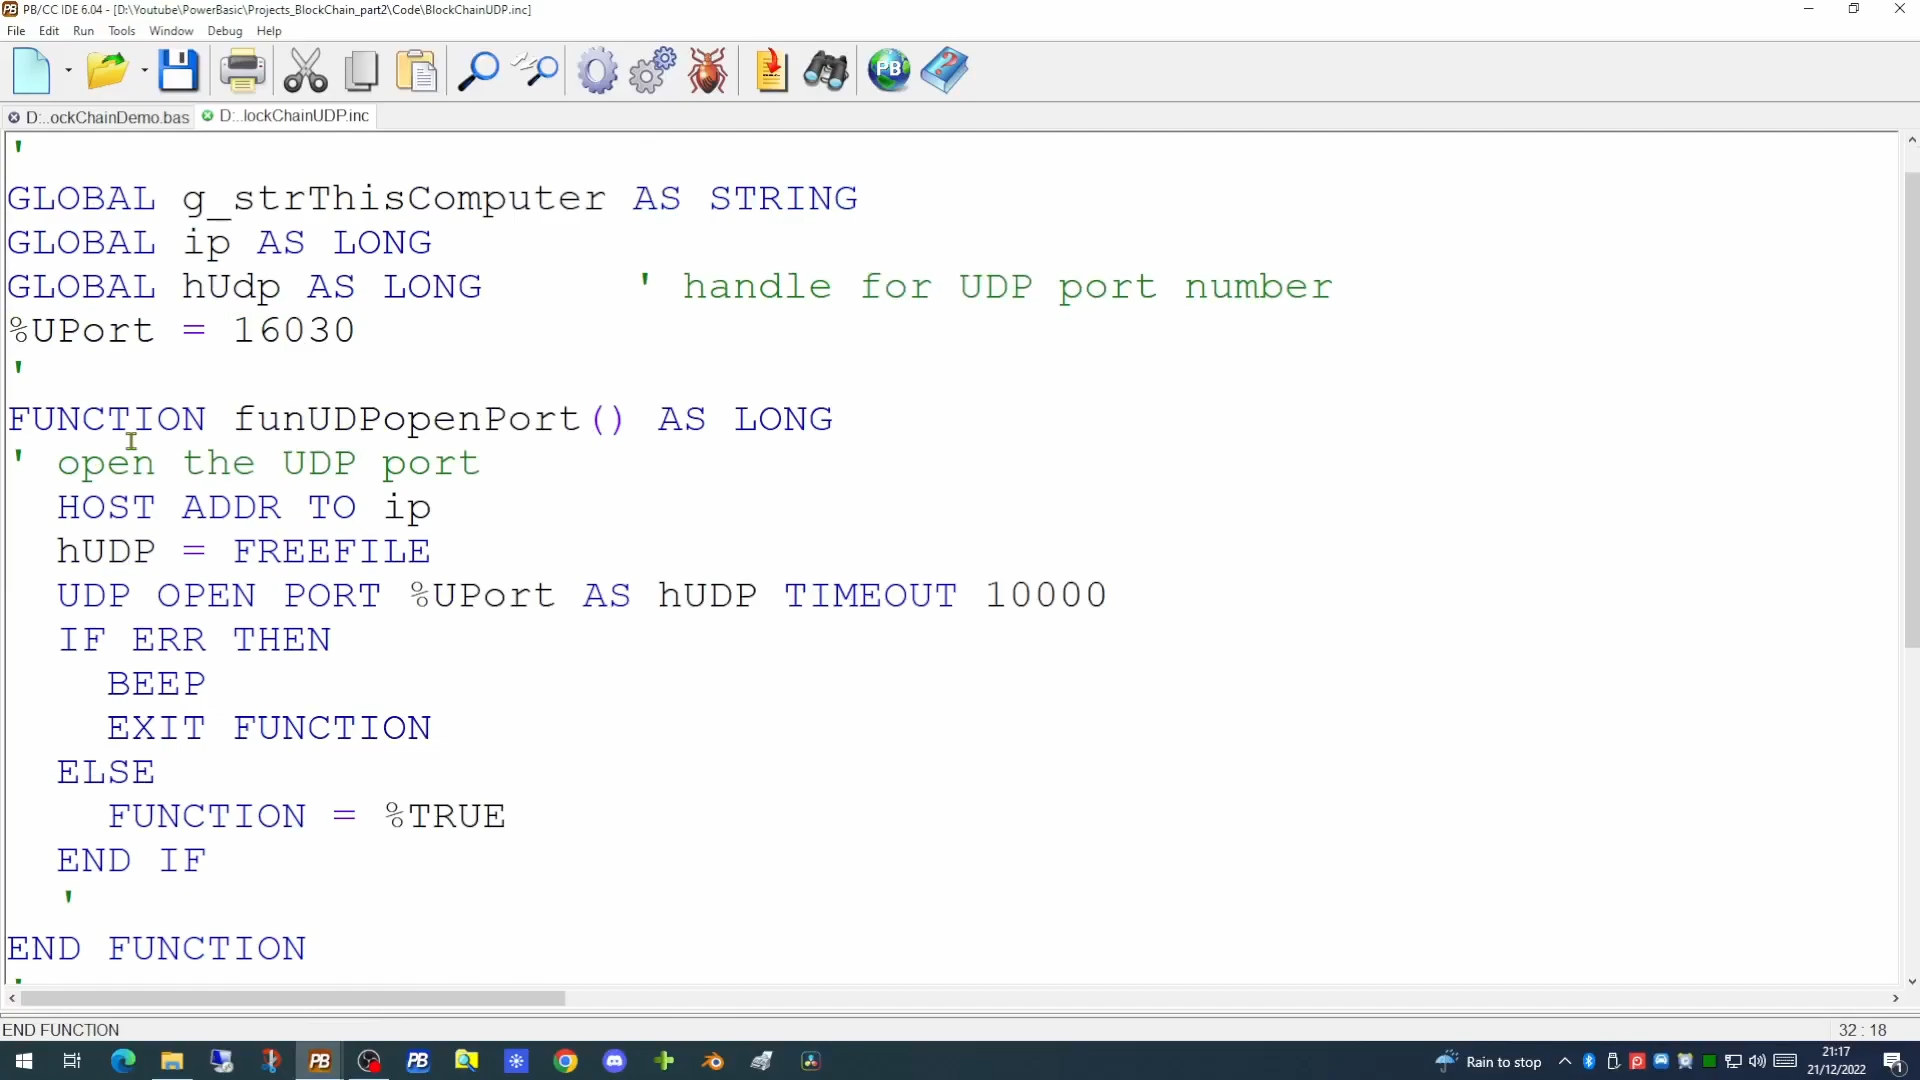 PB/CC IDE 6.04 - [D:\Youtube\PowerBasic\Projects_BlockChain_part2\Code\BlockChainUDP.inc]
File Edit Run Tools Window Debug Help
PB
D:..ockChainDemo.bas D:..lockChainUDP.inc
'
GLOBAL g_strThisComputer AS STRING
GLOBAL ip AS LONG
GLOBAL hUdp AS LONG ' handle for UDP port number
%UPort = 16030
'
FUNCTION funUDPopenPort() AS LONG
' open the UDP port
HOST ADDR TO ip
hUDP = FREEFILE
UDP OPEN PORT %UPort AS hUDP TIMEOUT 10000
IF ERR THEN
BEEP
EXIT FUNCTION
ELSE
FUNCTION = %TRUE
END IF
'
END FUNCTION
'
END FUNCTION 32 : 18
PB PB Rain to stop 21:17
21/12/2022